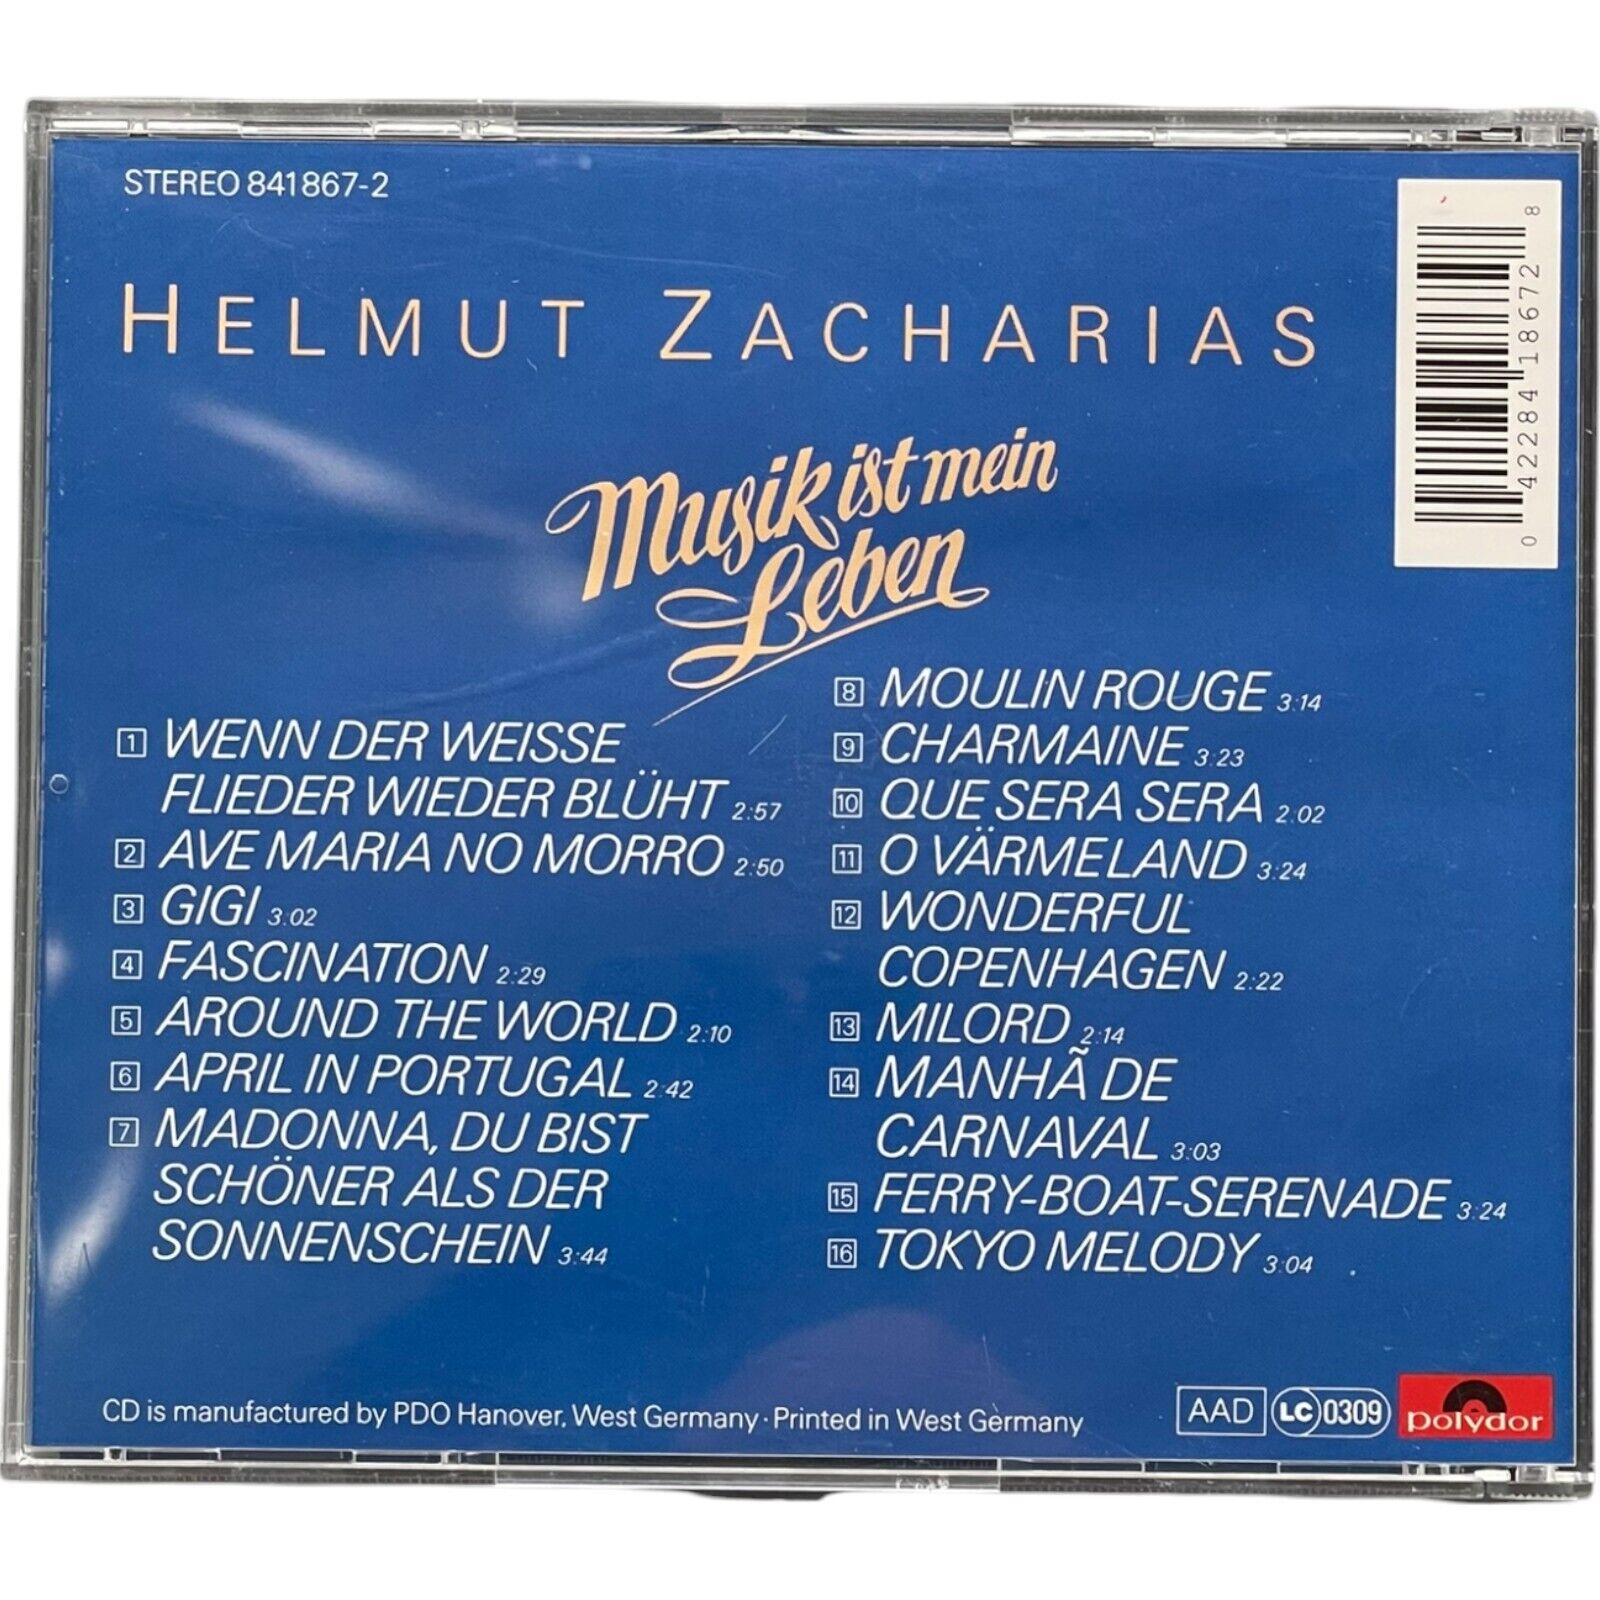 STEREO 841867-2
HELMUT ZACHARIAS
Musik ist mein
Leben
1 WENN DER WEISSE
FLIEDER WIEDER BLÜHT 2:57
2 AVE MARIA NO MORRO 2:50
3 GIGI 3:02
4 FASCINATION 2:29
5 AROUND THE WORLD 2:10
6 APRIL IN PORTUGAL 2:42
7 MADONNA, DU BIST
SCHÖNER ALS DER
SONNENSCHEIN 3:44
8 MOULIN ROUGE 3:14
9 CHARMAINE 3:23
10 QUE SERA SERA 2:02
11 O VÄRMELAND 3:24
12 WONDERFUL
COPENHAGEN 2:22
13 MILORD 2:14
14 MANHÃ DE
CARNAVAL 3:03
15 FERRY-BOAT-SERENADE 3:24
16 TOKYO MELODY 3:04
CD is manufactured by PDO Hanover, West Germany · Printed in West Germany
AAD LC 0309 polydor
0 42284 18672 8